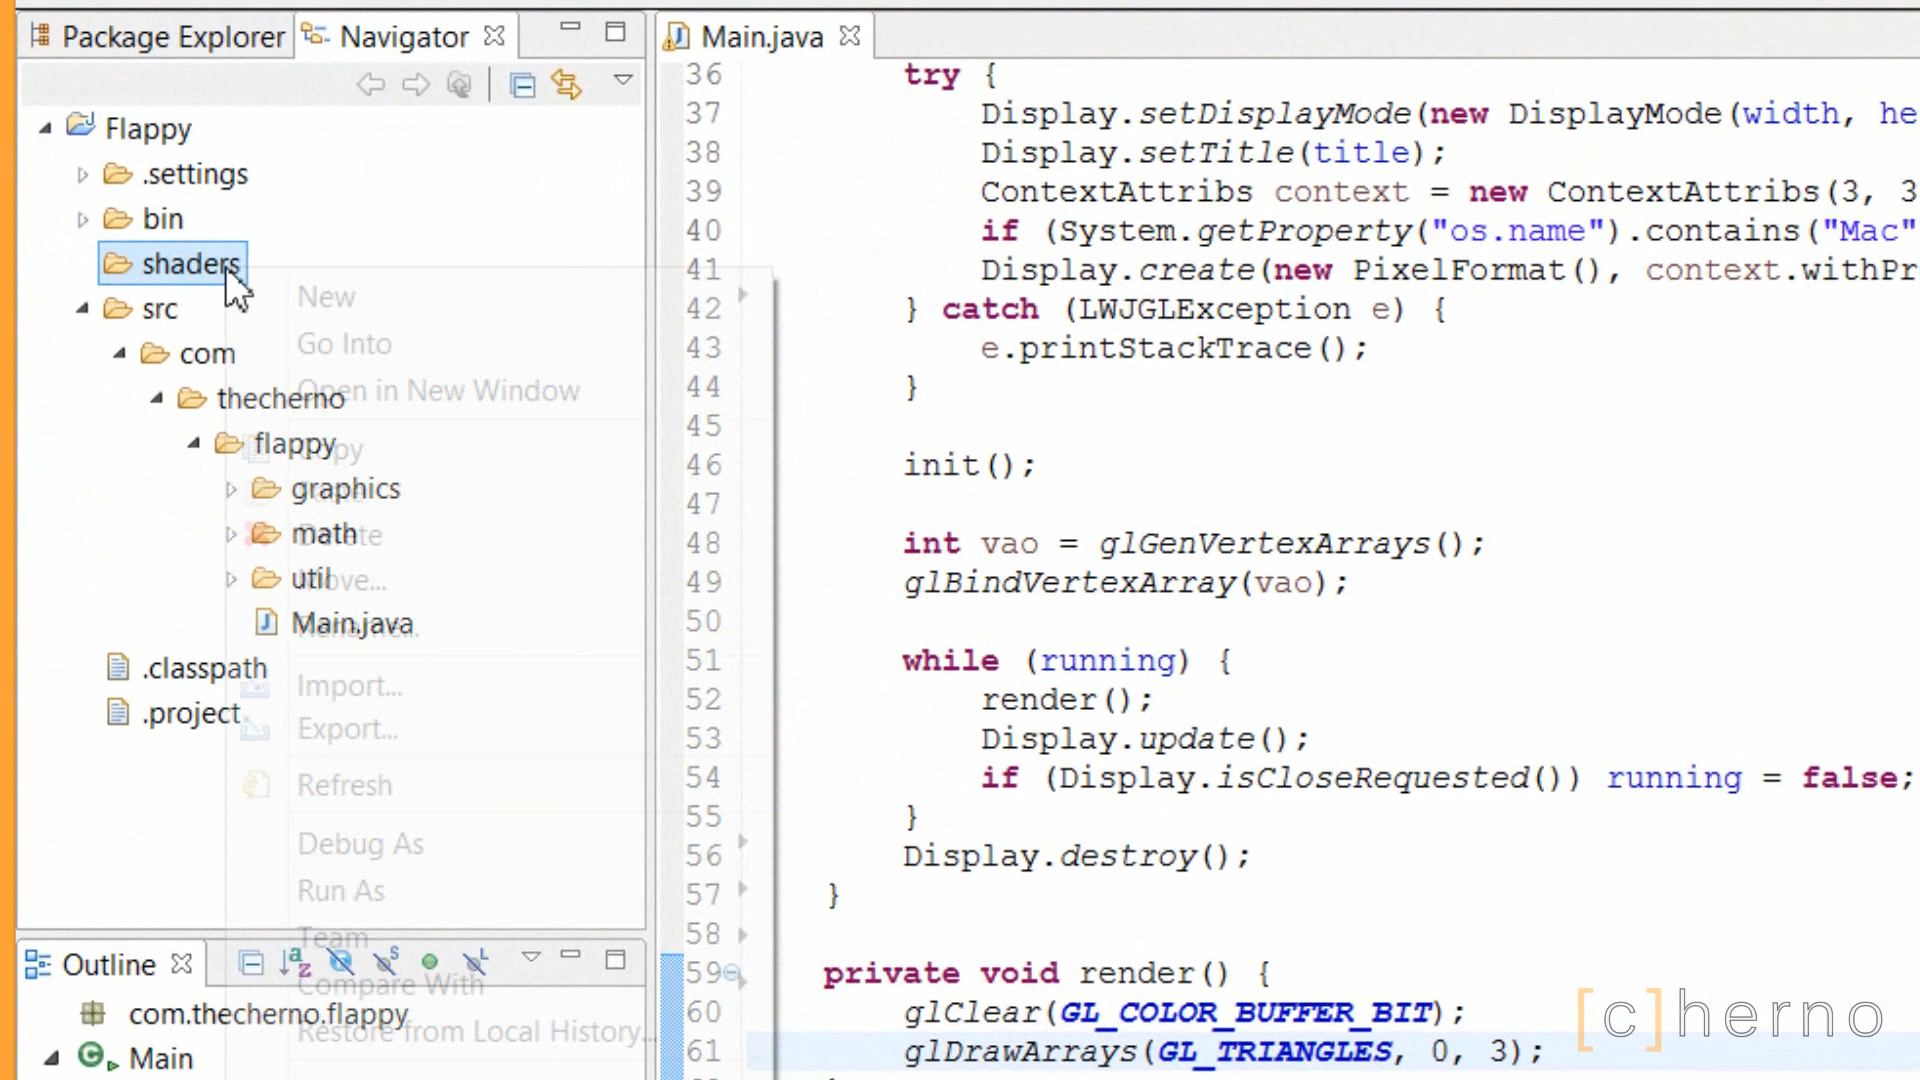 Package Explorer
Navigator
Main.java
Flappy
.settings
bin
shaders
src
com
thecherno
flappy
graphics
math
util
Main.java
.classpath
.project
New
Go Into
Open in New Window
Copy
Delete
Move...
Import...
Export...
Refresh
Debug As
Run As
Team
Compare With
Restore from Local History...
Outline
com.thecherno.flappy
Main
36 try {
37 Display.setDisplayMode(new DisplayMode(width, he
38 Display.setTitle(title);
39 ContextAttribs context = new ContextAttribs(3, 3
40 if (System.getProperty("os.name").contains("Mac"
41 Display.create(new PixelFormat(), context.withPr
42 } catch (LWJGLException e) {
43 e.printStackTrace();
44 }
45
46 init();
47
48 int vao = glGenVertexArrays();
49 glBindVertexArray(vao);
50
51 while (running) {
52 render();
53 Display.update();
54 if (Display.isCloseRequested()) running = false;
55 }
56 Display.destroy();
57 }
58
59 private void render() {
60 glClear(GL_COLOR_BUFFER_BIT);
61 glDrawArrays(GL_TRIANGLES, 0, 3);
[c]herno